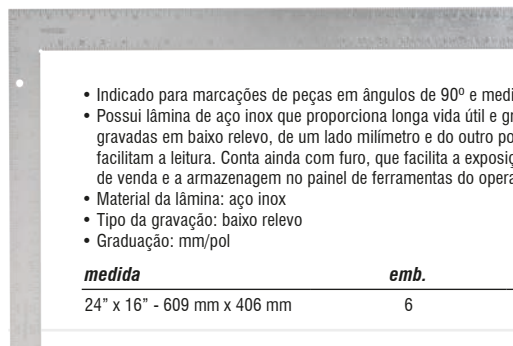 • Indicado para marcações de peças em ângulos de 90º e medi
• Possui lâmina de aço inox que proporciona longa vida útil e gr
gravadas em baixo relevo, de um lado milímetro e do outro po
facilitam a leitura. Conta ainda com furo, que facilita a exposiç
de venda e a armazenagem no painel de ferramentas do opera
• Material da lâmina: aço inox
• Tipo da gravação: baixo relevo
• Graduação: mm/pol
medida emb.
24” x 16” - 609 mm x 406 mm 6